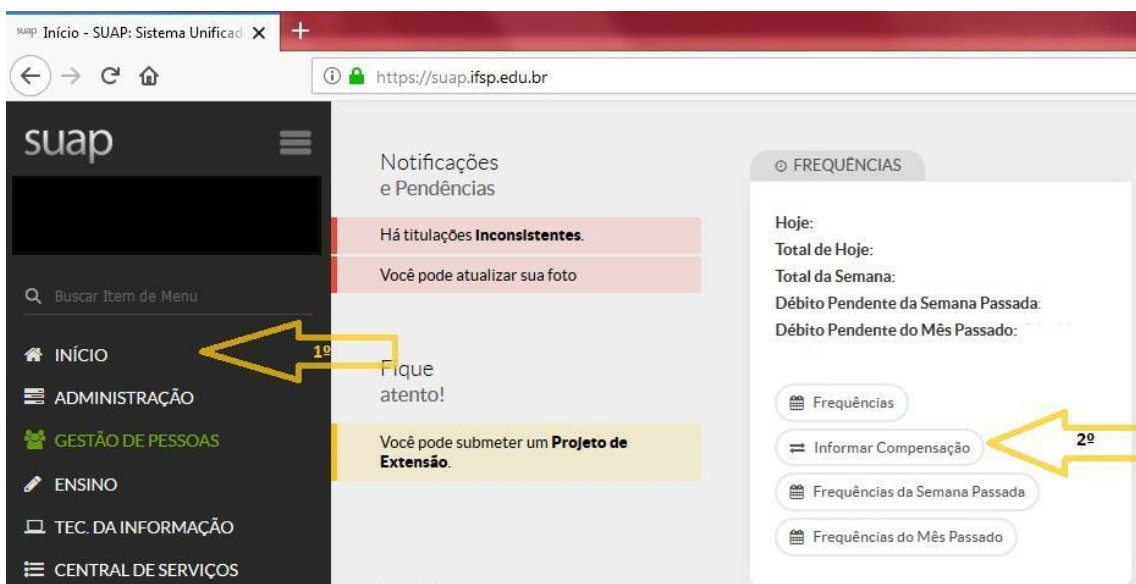 suap Início - SUAP: Sistema Unificad
https://suap.ifsp.edu.br
suap
Buscar Item de Menu
INÍCIO
ADMINISTRAÇÃO
GESTÃO DE PESSOAS
ENSINO
TEC. DA INFORMAÇÃO
CENTRAL DE SERVIÇOS
1º
Notificações
e Pendências
Há titulações Inconsistentes.
Você pode atualizar sua foto
Fique
atento!
Você pode submeter um Projeto de
Extensão.
FREQUÊNCIAS
Hoje:
Total de Hoje:
Total da Semana:
Débito Pendente da Semana Passada:
Débito Pendente do Mês Passado:
Frequências
Informar Compensação
2º
Frequências da Semana Passada
Frequências do Mês Passado